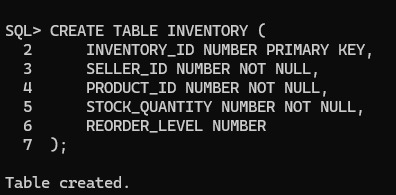 SQL> CREATE TABLE INVENTORY (
  2      INVENTORY_ID NUMBER PRIMARY KEY,
  3      SELLER_ID NUMBER NOT NULL,
  4      PRODUCT_ID NUMBER NOT NULL,
  5      STOCK_QUANTITY NUMBER NOT NULL,
  6      REORDER_LEVEL NUMBER
  7  );
Table created.